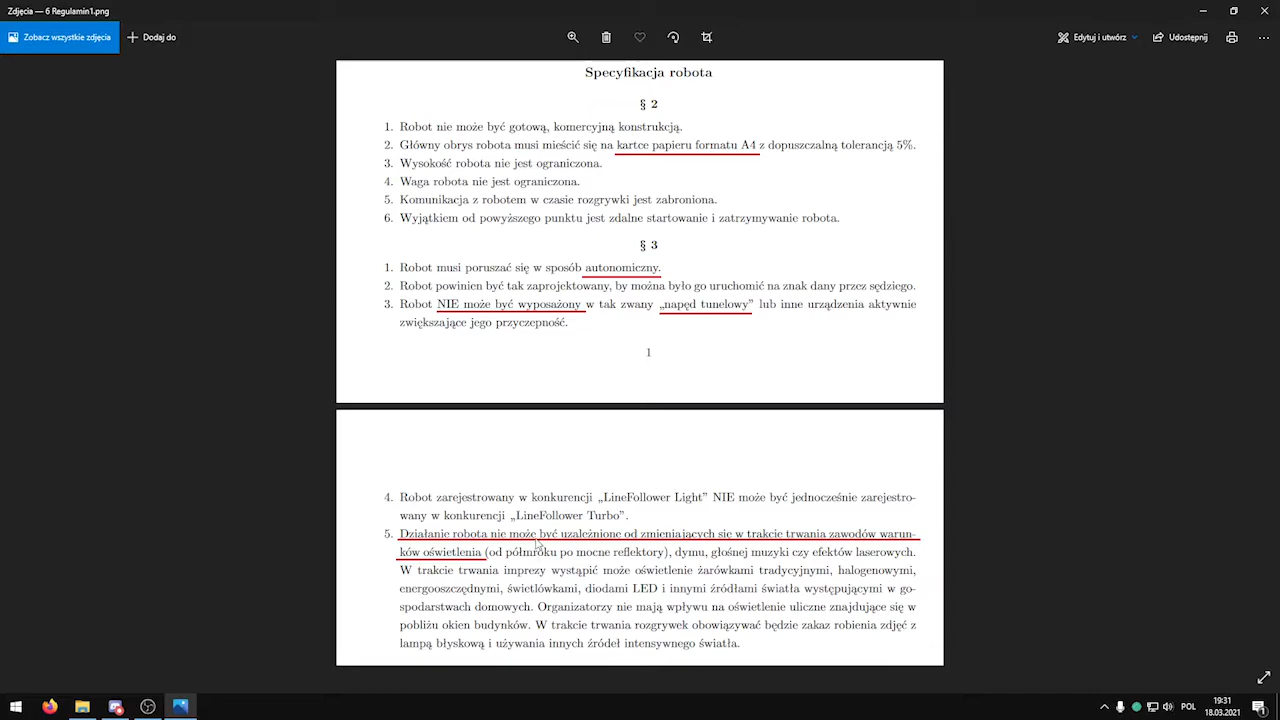 Zdjęcia — 6 Regulamin1.png
Zobacz wszystkie zdjęcia
Dodaj do
Edytuj i utwórz
Udostępnij
Specyfikacja robota
§ 2
1. Robot nie może być gotową, komercyjną konstrukcją.
2. Główny obrys robota musi mieścić się na kartce papieru formatu A4 z dopuszczalną tolerancją 5%.
3. Wysokość robota nie jest ograniczona.
4. Waga robota nie jest ograniczona.
5. Komunikacja z robotem w czasie rozgrywki jest zabroniona.
6. Wyjątkiem od powyższego punktu jest zdalne startowanie i zatrzymywanie robota.
§ 3
1. Robot musi poruszać się w sposób autonomiczny.
2. Robot powinien być tak zaprojektowany, by można było go uruchomić na znak dany przez sędziego.
3. Robot NIE może być wyposażony w tak zwany „napęd tunelowy” lub inne urządzenia aktywnie
zwiększające jego przyczepność.
1
4. Robot zarejestrowany w konkurencji „LineFollower Light” NIE może być jednocześnie zarejestro-
wany w konkurencji „LineFollower Turbo”.
5. Działanie robota nie może być uzależnione od zmieniających się w trakcie trwania zawodów warun-
ków oświetlenia (od półmroku po mocne reflektory), dymu, głośnej muzyki czy efektów laserowych.
W trakcie trwania imprezy wystąpić może oświetlenie żarówkami tradycyjnymi, halogenowymi,
energooszczędnymi, świetlówkami, diodami LED i innymi źródłami światła występującymi w go-
spodarstwach domowych. Organizatorzy nie mają wpływu na oświetlenie uliczne znajdujące się w
pobliżu okien budynków. W trakcie trwania rozgrywek obowiązywać będzie zakaz robienia zdjęć z
lampą błyskową i używania innych źródeł intensywnego światła.
POL
19:31
18.03.2021